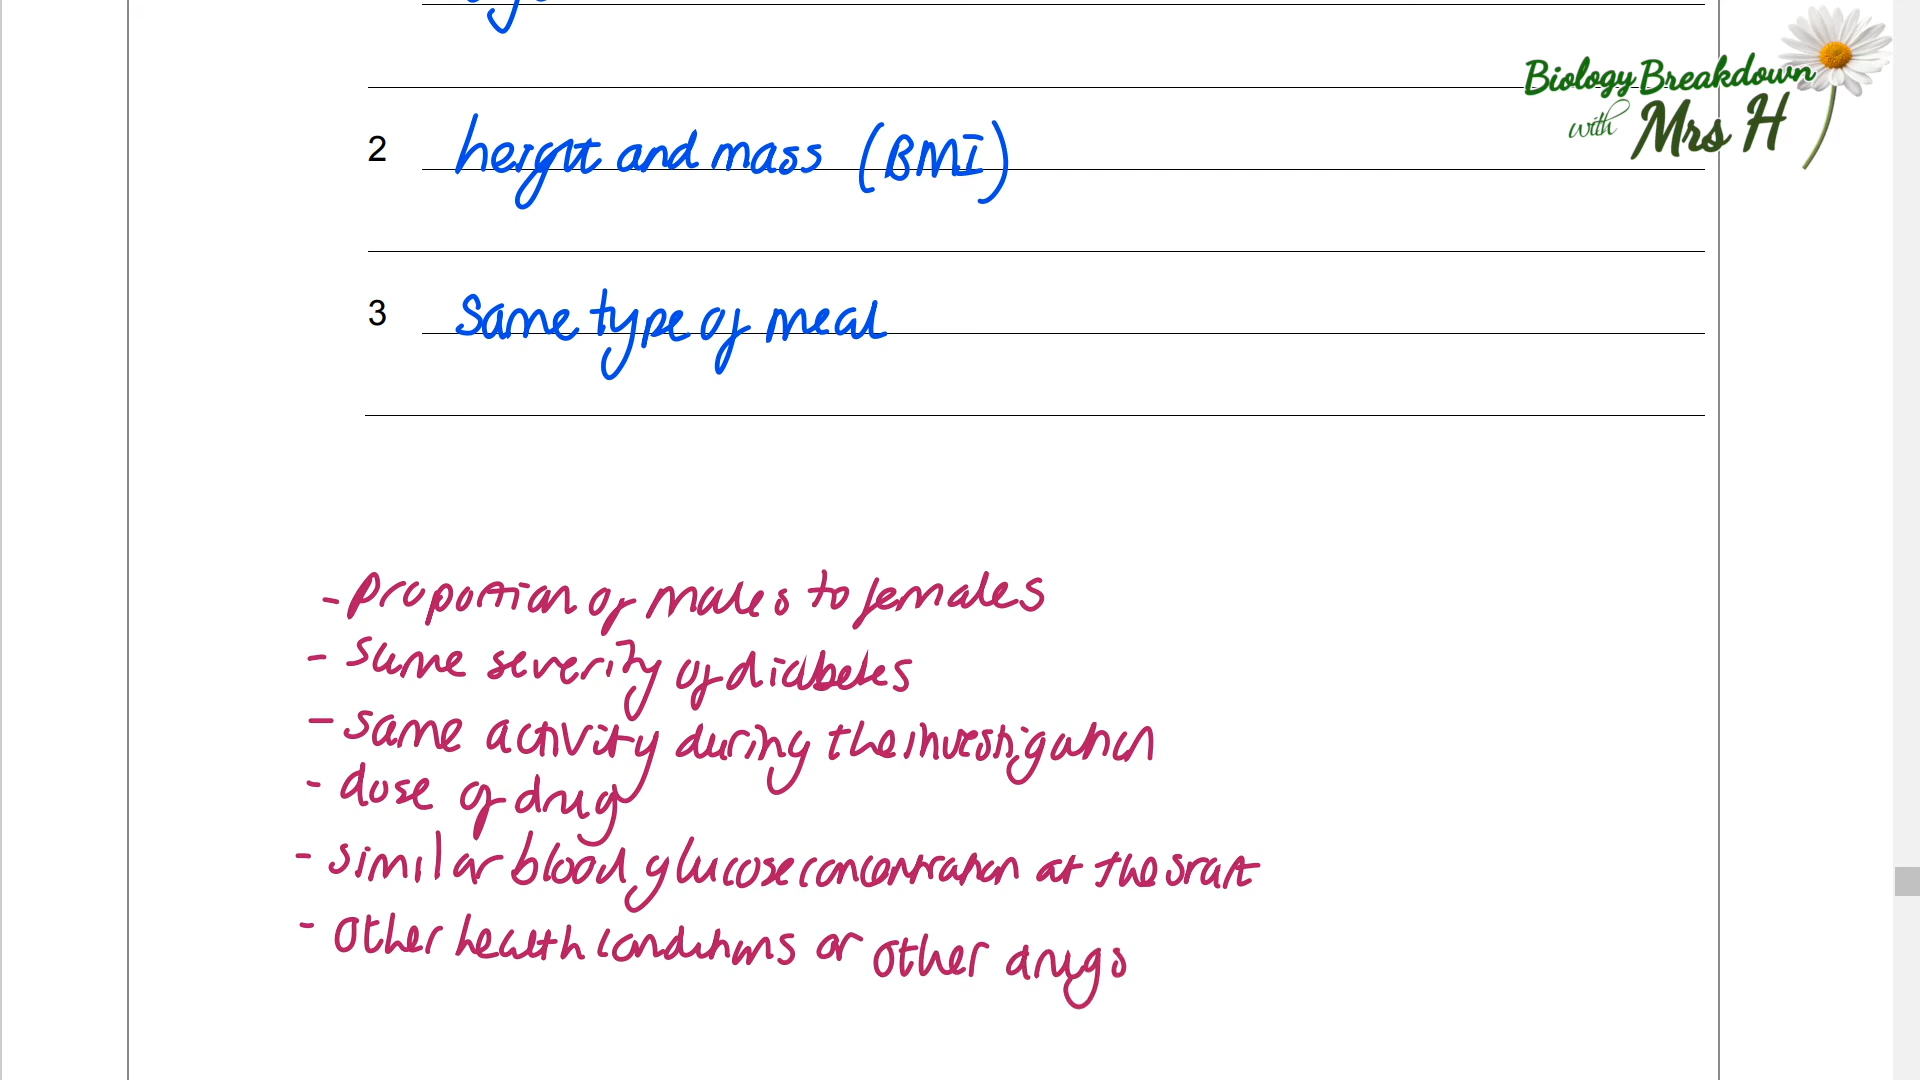 Biology Breakdown
with Mrs H
2 height and mass (BMI)
3 Same type of meal
- proportion of males to females
- same severity of diabetes
- same activity during the investigation
- dose of drug
- similar blood glucose concentration at the start
- other health conditions or other drugs